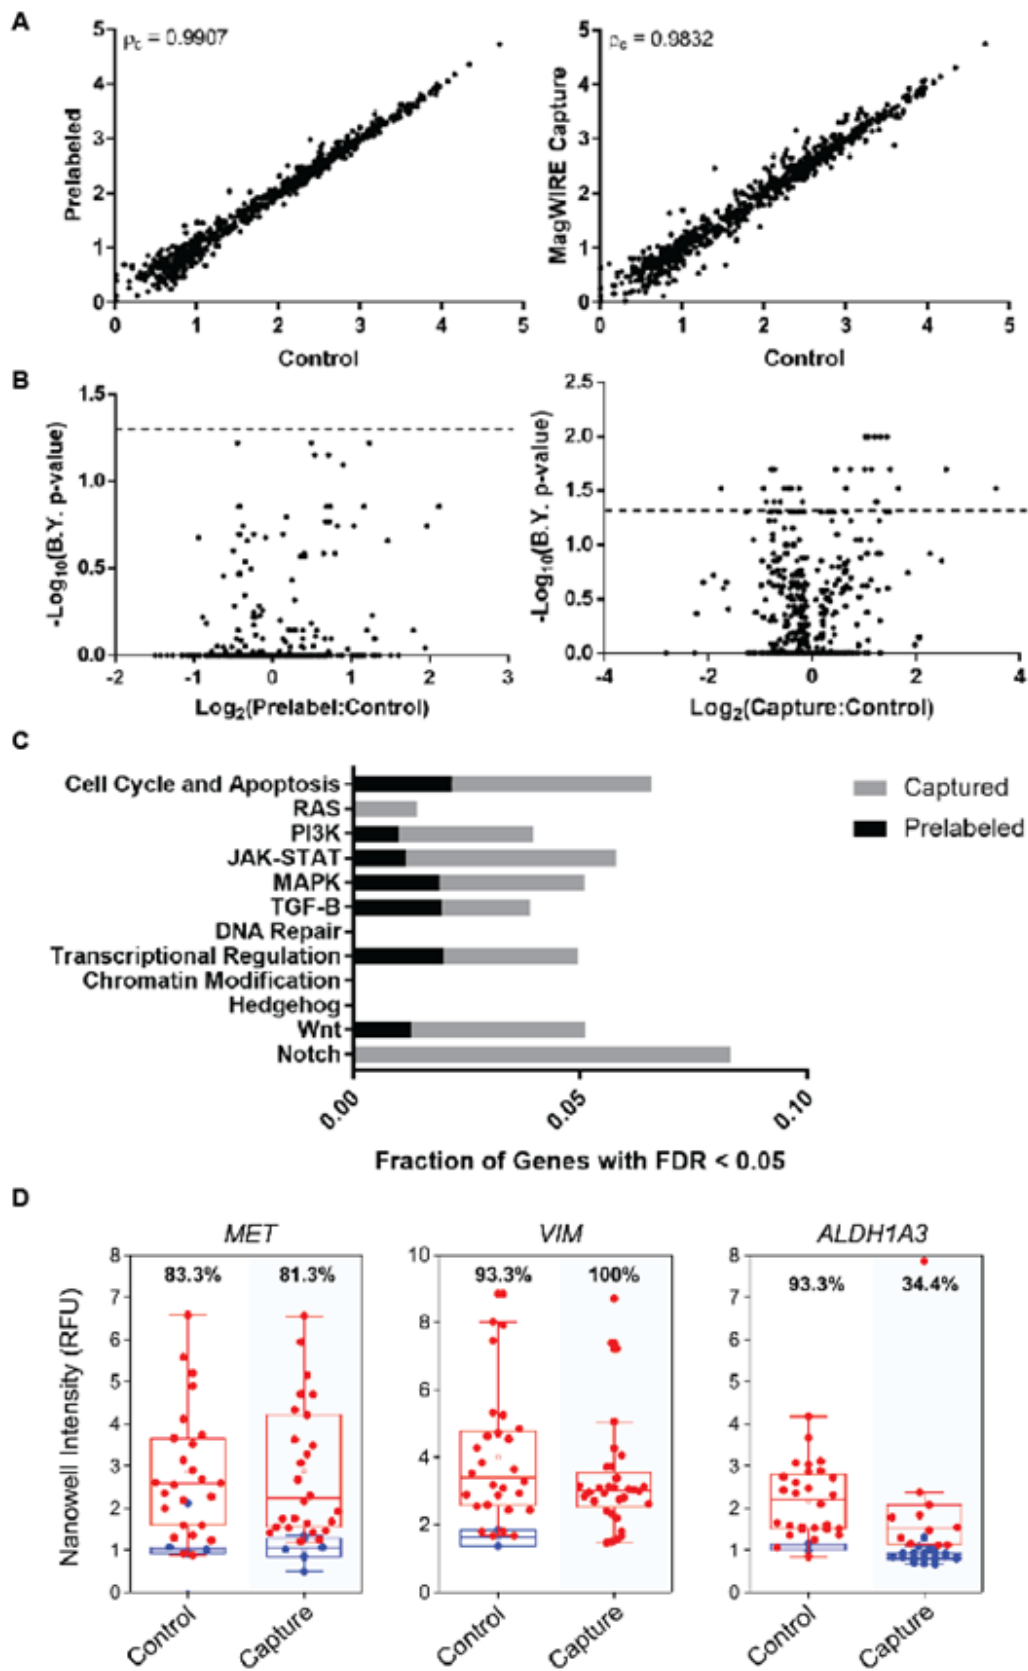 A
ρc = 0.9907
Prelabeled
5
4
3
2
1
0
0 1 2 3 4 5
Control
ρc = 0.9832
MagWIRE Capture
5
4
3
2
1
0
0 1 2 3 4 5
Control
B
-Log10(B.Y. p-value)
1.5
1.0
0.5
0.0
-2 -1 0 1 2 3
Log2(Prelabel:Control)
-Log10(B.Y. p-value)
2.5
2.0
1.5
1.0
0.5
0.0
-4 -2 0 2 4
Log2(Capture:Control)
C
Cell Cycle and Apoptosis
RAS
PI3K
JAK-STAT
MAPK
TGF-B
DNA Repair
Transcriptional Regulation
Chromatin Modification
Hedgehog
Wnt
Notch
0.00 0.05 0.10
Fraction of Genes with FDR < 0.05
Captured
Prelabeled
D
Nanowell Intensity (RFU)
MET
83.3% 81.3%
8
7
6
5
4
3
2
1
0
Control Capture
VIM
93.3% 100%
10
8
6
4
2
0
Control Capture
ALDH1A3
93.3% 34.4%
8
7
6
5
4
3
2
1
0
Control Capture